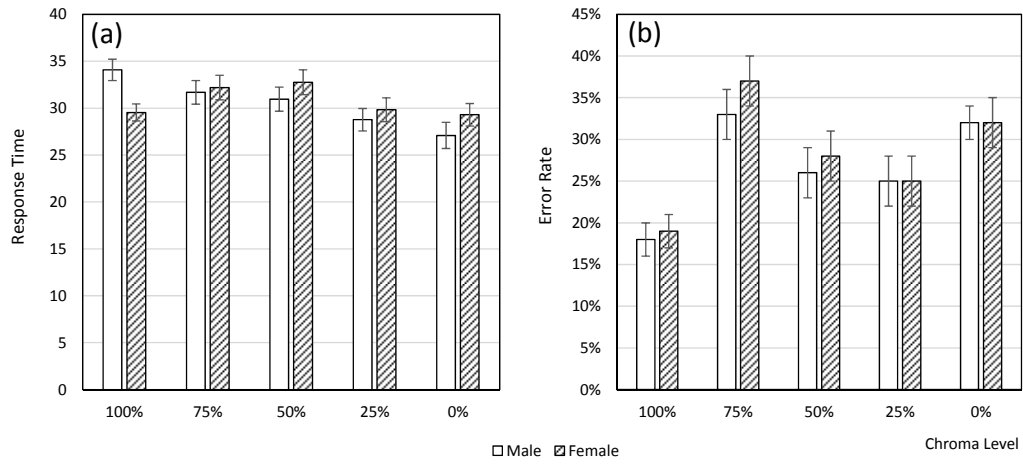 (a)
Response Time
40
35
30
25
20
15
10
5
0
100% 75% 50% 25% 0%
(b)
Error Rate
45%
40%
35%
30%
25%
20%
15%
10%
5%
0%
100% 75% 50% 25% 0%
Male Female
Chroma Level